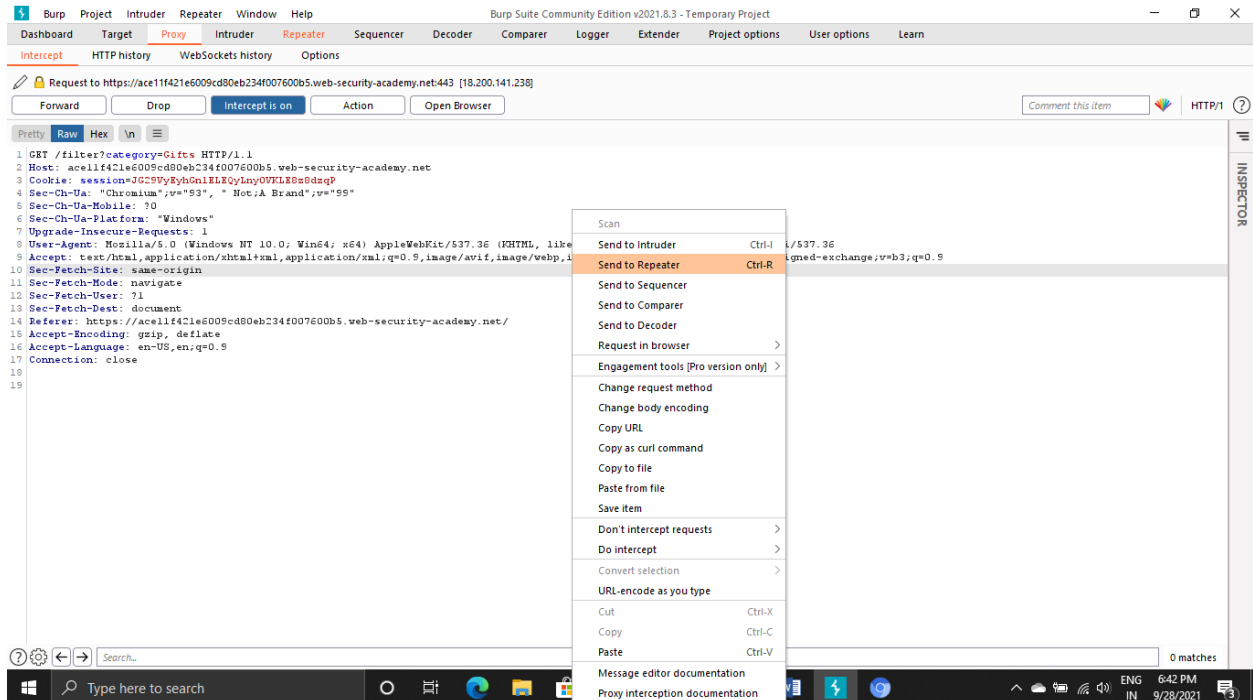 Burp Project Intruder Repeater Window Help Burp Suite Community Edition v2021.8.3 - Temporary Project
Dashboard Target Proxy Intruder Repeater Sequencer Decoder Comparer Logger Extender Project options User options Learn
Intercept HTTP history WebSockets history Options
Request to https://ace11f421e6009cd80eb234f007600b5.web-security-academy.net:443 [18.200.141.238]
Forward Drop Intercept is on Action Open Browser Comment this item HTTP/1 ?
Pretty Raw Hex \n
INSPECTOR
1 GET /filter?category=Gifts HTTP/1.1
2 Host: ace11f421e6009cd80eb234f007600b5.web-security-academy.net
3 Cookie: session=JG29VyEyhGn1ELEQyLny0VKLE8z8dzqP
4 Sec-Ch-Ua: "Chromium";v="93", " Not;A Brand";v="99"
5 Sec-Ch-Ua-Mobile: ?0
6 Sec-Ch-Ua-Platform: "Windows"
7 Upgrade-Insecure-Requests: 1
8 User-Agent: Mozilla/5.0 (Windows NT 10.0; Win64; x64) AppleWebKit/537.36 (KHTML, like i/537.36
9 Accept: text/html,application/xhtml+xml,application/xml;q=0.9,image/avif,image/webp,i igned-exchange;v=b3;q=0.9
10 Sec-Fetch-Site: same-origin
11 Sec-Fetch-Mode: navigate
12 Sec-Fetch-User: ?1
13 Sec-Fetch-Dest: document
14 Referer: https://ace11f421e6009cd80eb234f007600b5.web-security-academy.net/
15 Accept-Encoding: gzip, deflate
16 Accept-Language: en-US,en;q=0.9
17 Connection: close
18
19
Scan
Send to Intruder Ctrl-I
Send to Repeater Ctrl-R
Send to Sequencer
Send to Comparer
Send to Decoder
Request in browser
Engagement tools [Pro version only]
Change request method
Change body encoding
Copy URL
Copy as curl command
Copy to file
Paste from file
Save item
Don't intercept requests
Do intercept
Convert selection
URL-encode as you type
Cut Ctrl-X
Copy Ctrl-C
Paste Ctrl-V
Message editor documentation
Proxy interception documentation
? Search... 0 matches
Type here to search
ENG 6:42 PM
IN 9/28/2021 3